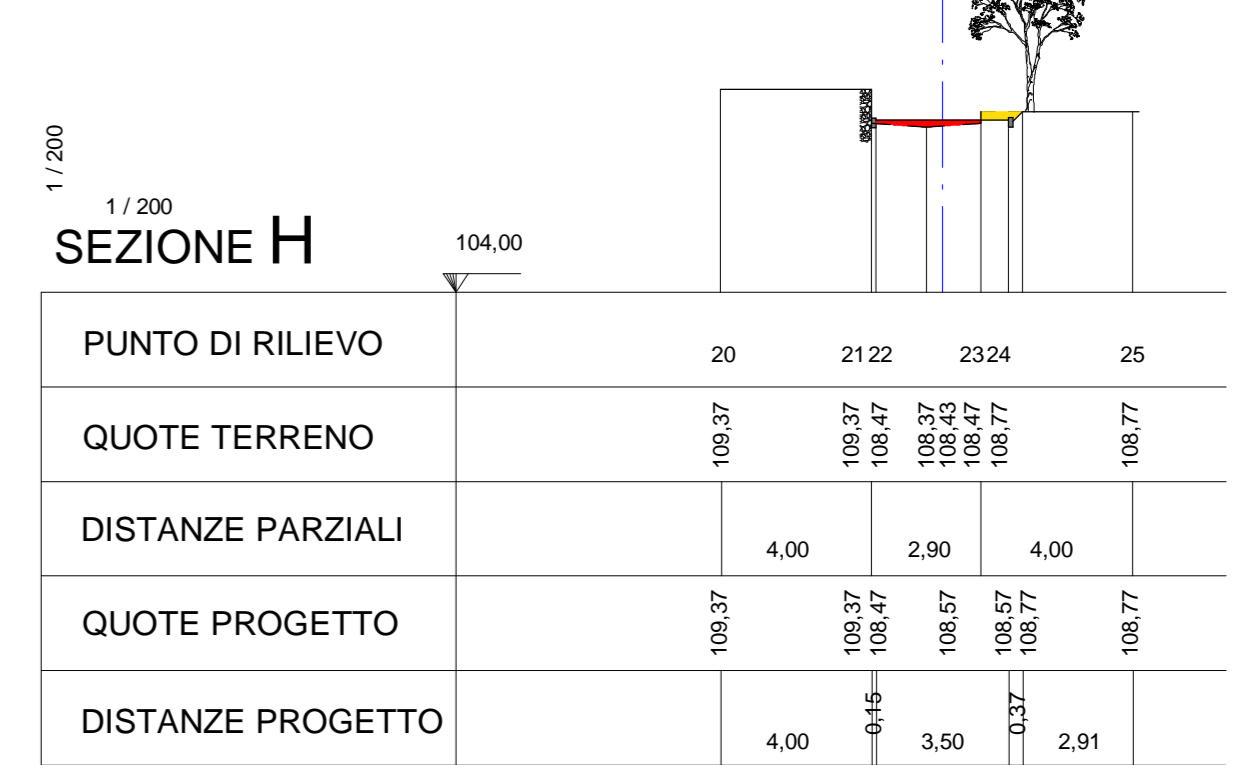 1 / 200
1 / 200
SEZIONE H
104,00
PUNTO DI RILIEVO 20 21 22 23 24 25
QUOTE TERRENO 109,37 109,37 108,47 108,37 108,43 108,47 108,77 108,77
DISTANZE PARZIALI 4,00 2,90 4,00
QUOTE PROGETTO 109,37 109,37 108,47 108,57 108,57 108,77 108,77
DISTANZE PROGETTO 4,00 0,15 3,50 0,37 2,91